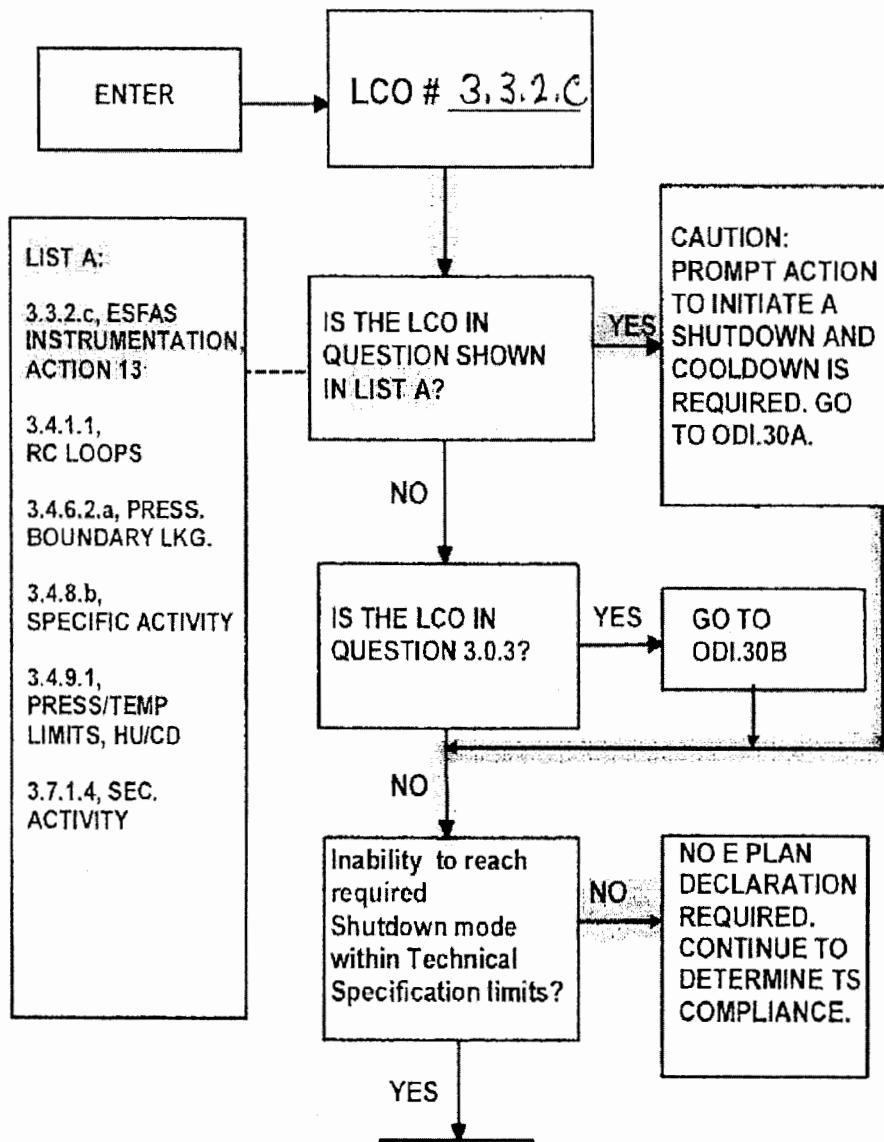 ENTER
LCO # 3.3.2.C
LIST A:
3.3.2.c, ESFAS
INSTRUMENTATION,
ACTION 13
3.4.1.1,
RC LOOPS
3.4.6.2.a, PRESS.
BOUNDARY LKG.
3.4.8.b,
SPECIFIC ACTIVITY
3.4.9.1,
PRESS/TEMP
LIMITS, HU/CD
3.7.1.4, SEC.
ACTIVITY
IS THE LCO IN
QUESTION SHOWN
IN LIST A?
YES
CAUTION:
PROMPT ACTION
TO INITIATE A
SHUTDOWN AND
COOLDOWN IS
REQUIRED. GO
TO ODI.30A.
NO
IS THE LCO IN
QUESTION 3.0.3?
YES
GO TO
ODI.30B
NO
Inability to reach
required
Shutdown mode
within Technical
Specification limits?
NO
NO E PLAN
DECLARATION
REQUIRED.
CONTINUE TO
DETERMINE TS
COMPLIANCE.
YES